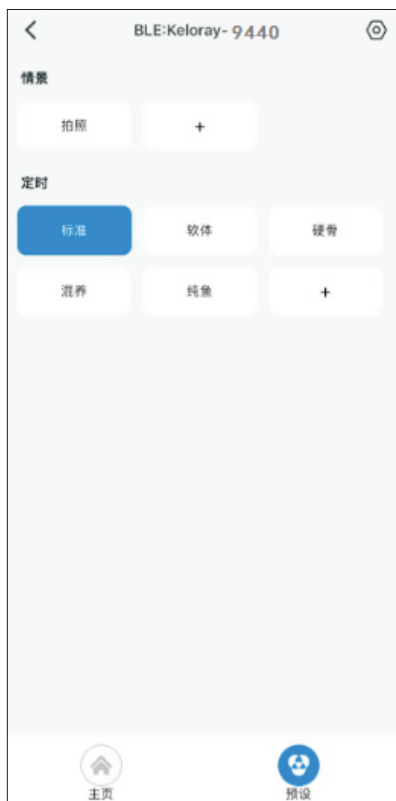 BLE:Keloray-9440
情景
拍照 +
定时
标准 软体 硬骨
混养 纯鱼 +
主页 预设